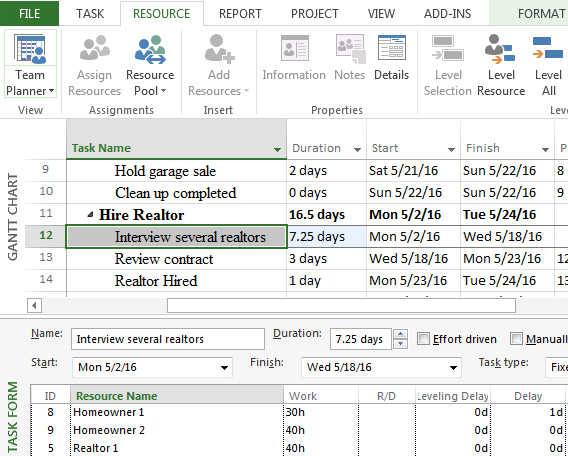 FILE TASK RESOURCE REPORT PROJECT VIEW ADD-INS FORMAT
Team Planner Assign Resources Resource Pool Add Resources Information Notes Details Level Selection Level Resource Level All
View Assignments Insert Properties
Task Name Duration Start Finish P
9 Hold garage sale 2 days Sat 5/21/16 Sun 5/22/16 8
10 Clean up completed 0 days Sun 5/22/16 Sun 5/22/16 9
11 Hire Realtor 16.5 days Mon 5/2/16 Tue 5/24/16
12 Interview several realtors 7.25 days Mon 5/2/16 Wed 5/18/16
13 Review contract 3 days Wed 5/18/16 Mon 5/23/16 12
14 Realtor Hired 1 day Mon 5/23/16 Tue 5/24/16 13
GANTT CHART
Name: Interview several realtors Duration: 7.25 days Effort driven Manuall
Start: Mon 5/2/16 Finish: Wed 5/18/16 Task type: Fixe
ID Resource Name Work R/D Leveling Delay Delay
8 Homeowner 1 30h 0d 1d
9 Homeowner 2 40h 0d 0d
5 Realtor 1 40h 0d 0d
TASK FORM